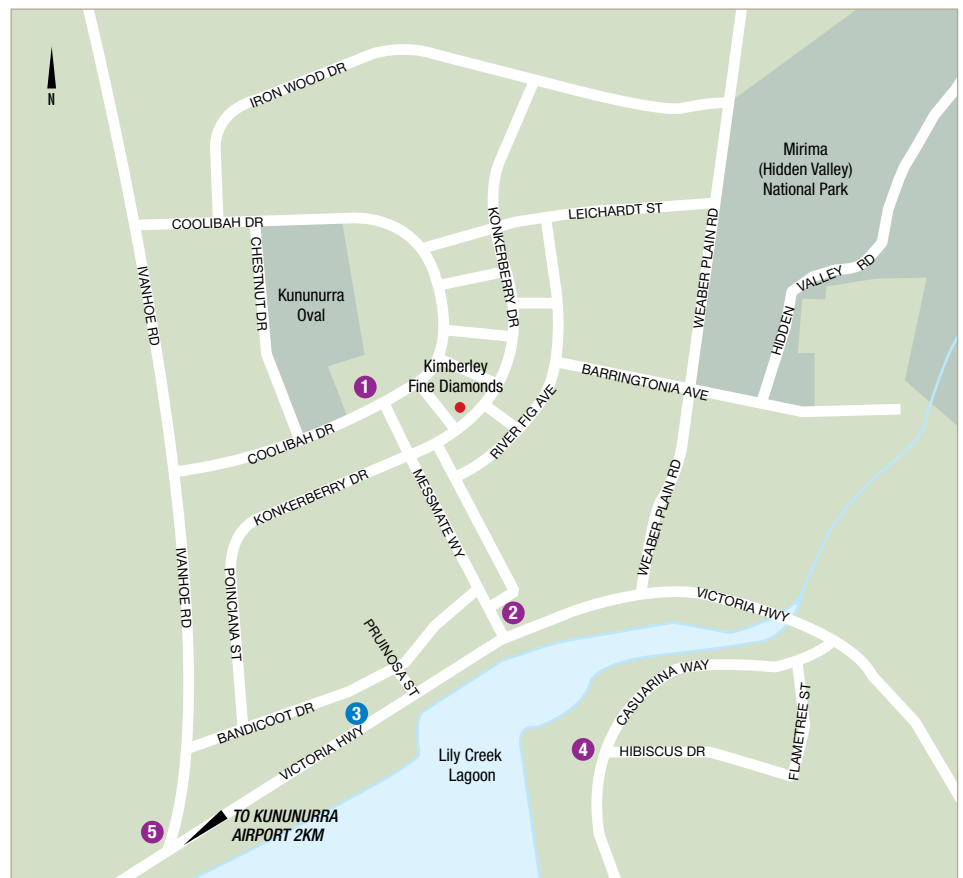 N
IRON WOOD DR
Mirima
(Hidden Valley)
National Park
COOLIBAH DR
LEICHARDT ST
KONKERBERRY DR
WEABER PLAIN RD
CHESTNUT DR
IVANHOE RD
HIDDEN VALLEY RD
Kununurra
Oval
Kimberley
Fine Diamonds
1
BARRINGTONIA AVE
RIVER FIG AVE
COOLIBAH DR
KONKERBERRY DR
MESSMATE WY
WEABER PLAIN RD
IVANHOE RD
POINCIANA ST
VICTORIA HWY
2
PRUINOSA ST
CASUARINA WAY
FLAMETREE ST
BANDICOOT DR
3
VICTORIA HWY
4
HIBISCUS DR
Lily Creek
Lagoon
5
TO KUNUNURRA
AIRPORT 2KM